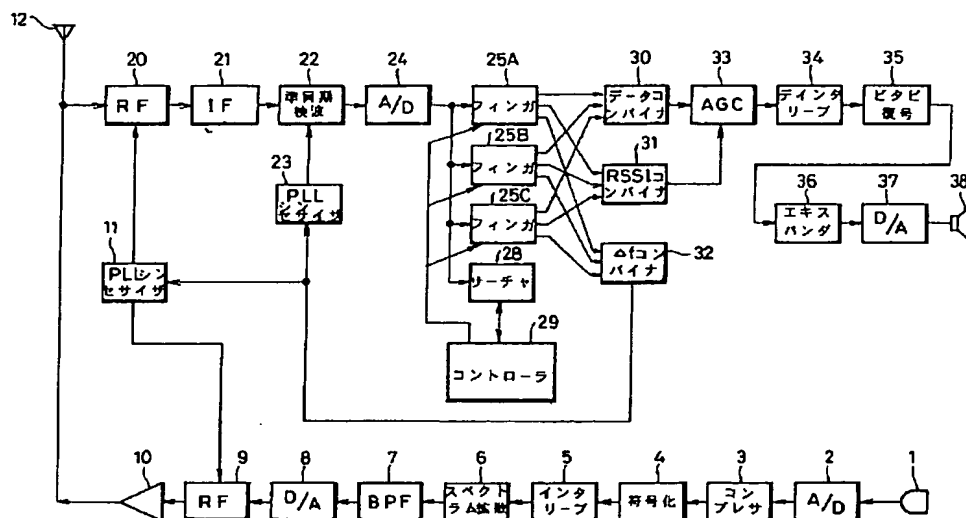 12
20
21
22
24
25A
30
33
34
35
RF
IF
準同期
検波
A/D
フィンガ
データコ
ンバイナ
AGC
デインタ
リーブ
ビタビ
復号
25B
フィンガ
31
RSSIコ
ンバイナ
23
PLL
シン
セサイザ
25C
フィンガ
36
エキス
パンダ
37
D/A
38
11
PLLシン
セサイザ
28
サーチャ
Δfコン
バイナ
32
29
コントローラ
10
9
8
7
6
5
4
3
2
1
RF
D/A
BPF
スペクト
ラム拡散
インタ
リーブ
符号化
コン
プレサ
A/D